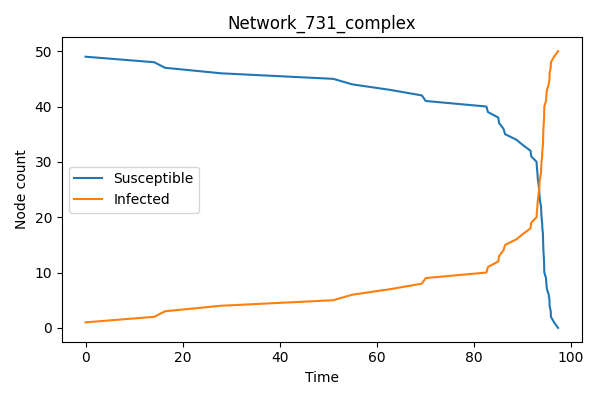 Network_731_complex
Node count
50
40
30
20
10
0
Susceptible
Infected
0 20 40 60 80 100
Time